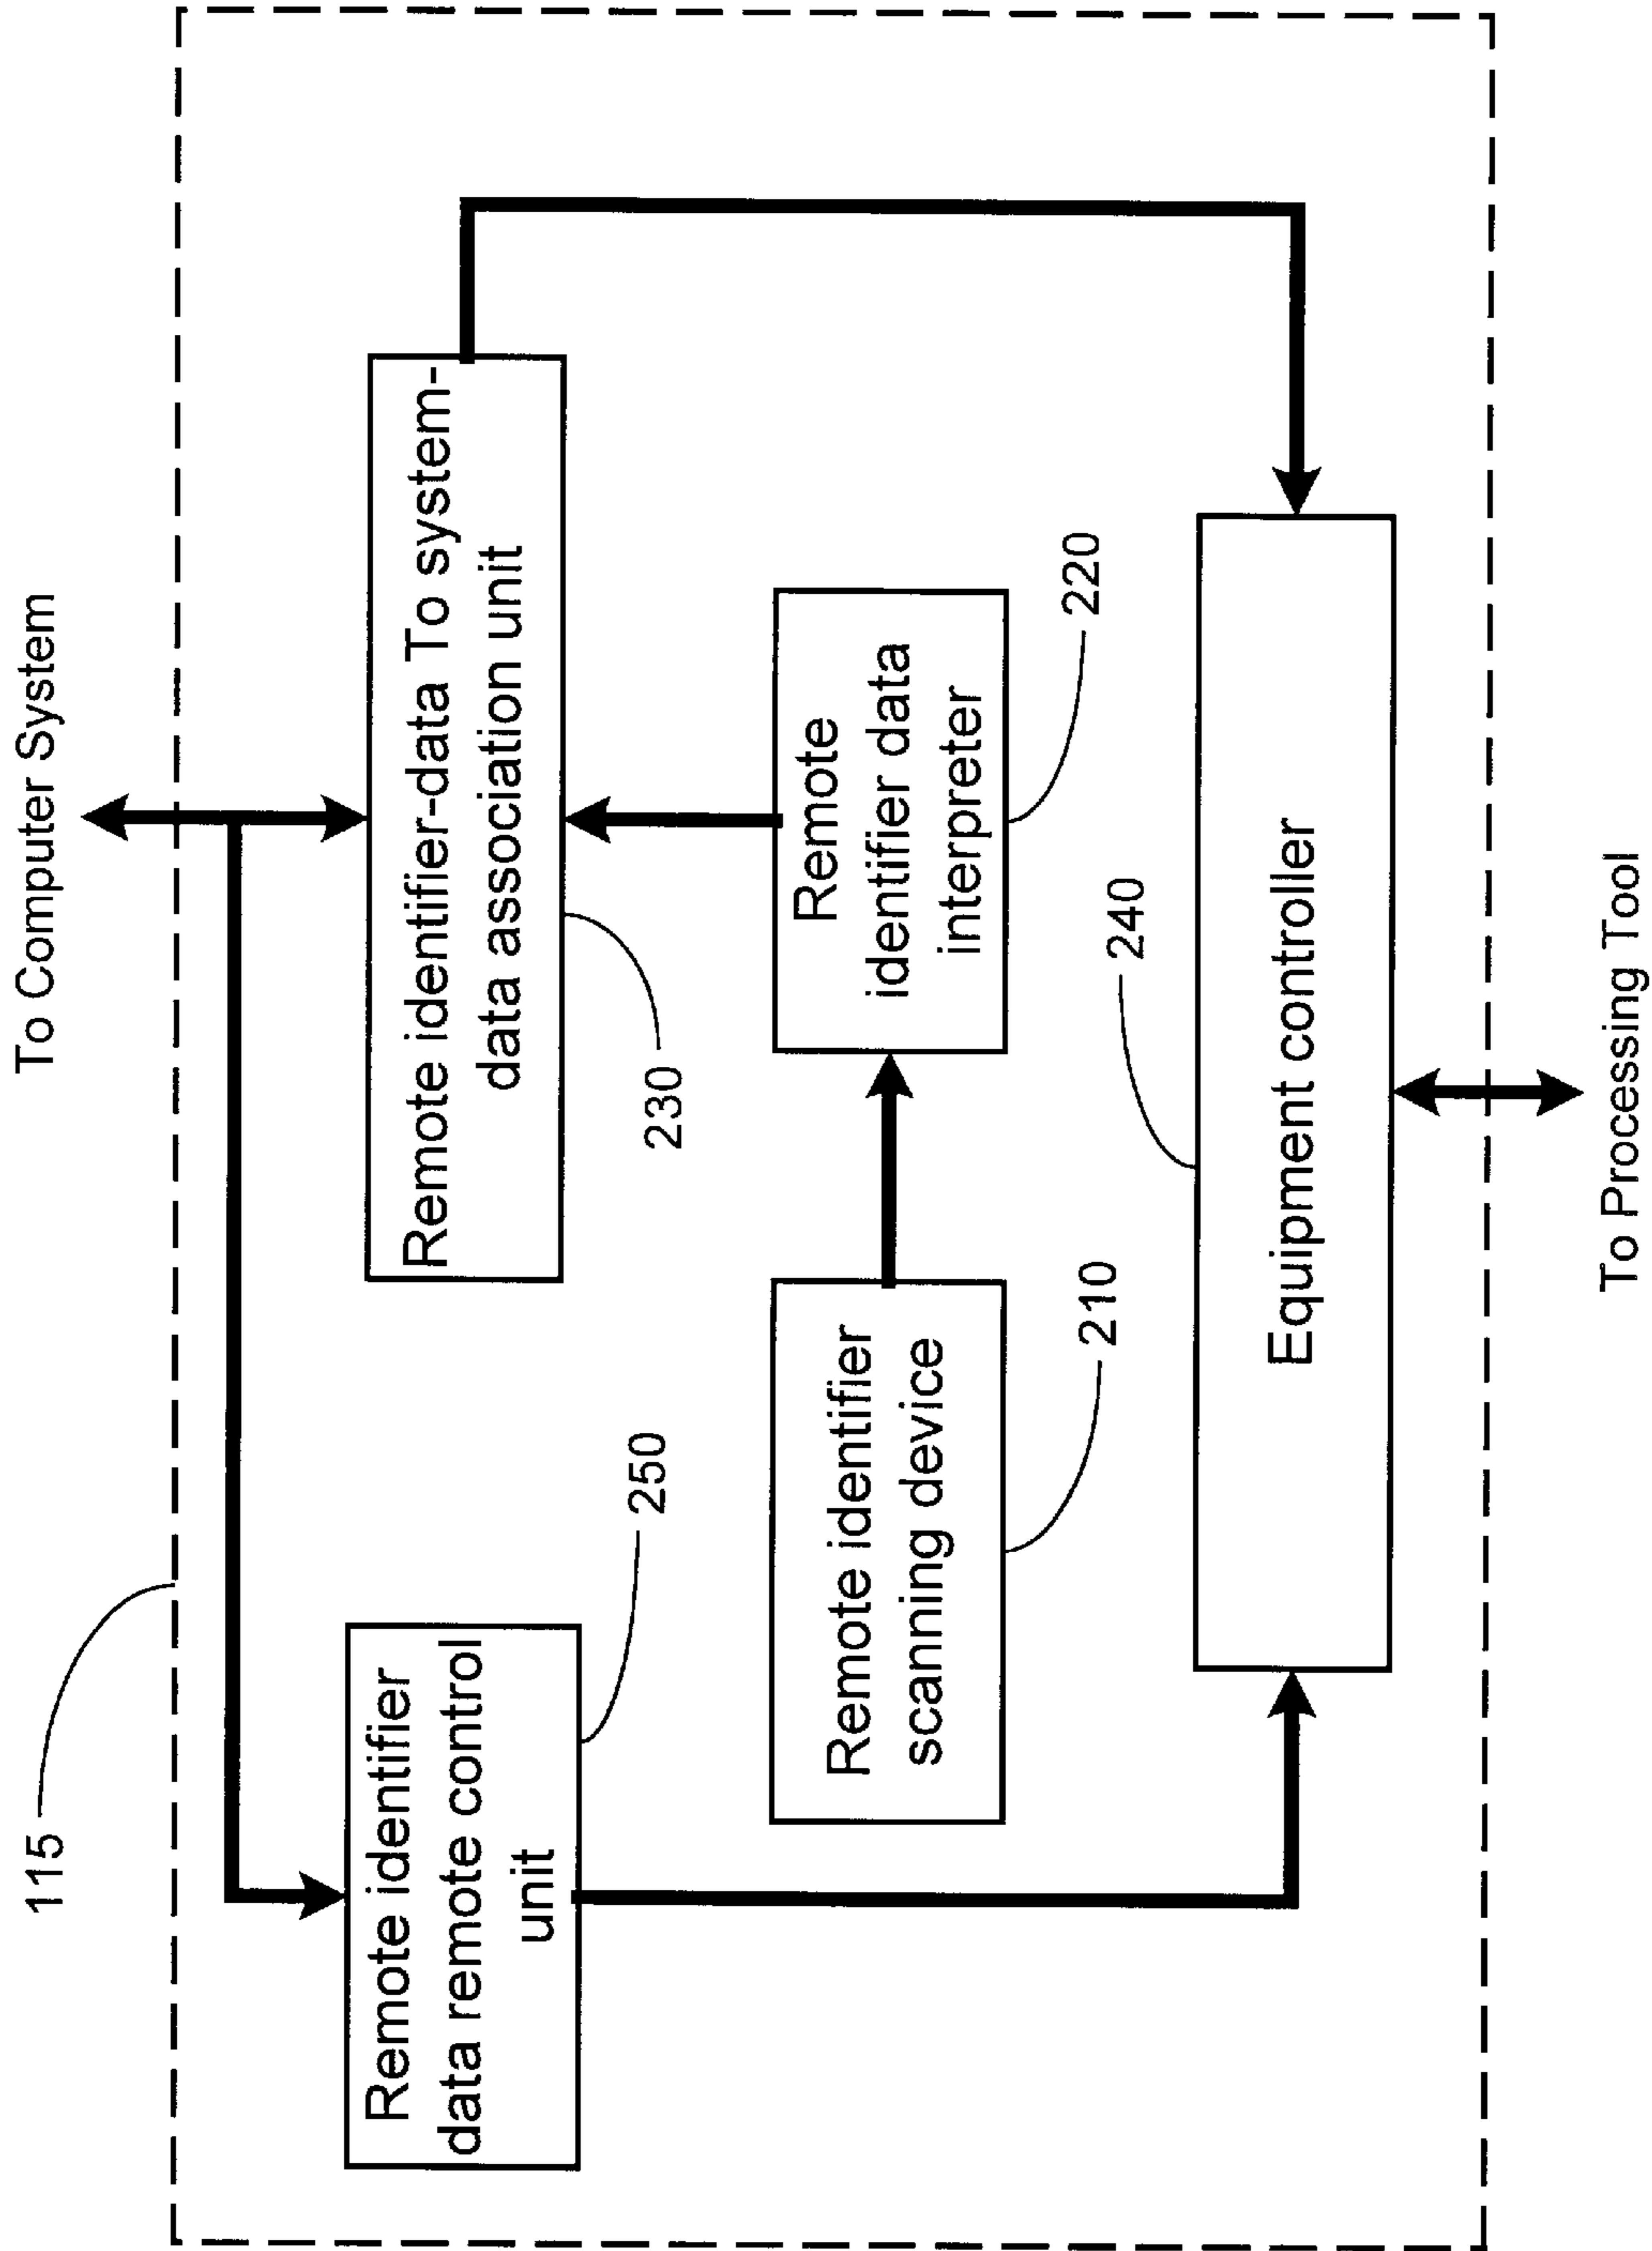 To Computer System
115
Remote identifier
data remote control
unit
250
Remote identifier-data To system-
data association unit
230
Remote identifier
scanning device
210
Remote
identifier data
interpreter
220
240
Equipment controller
To Processing Tool